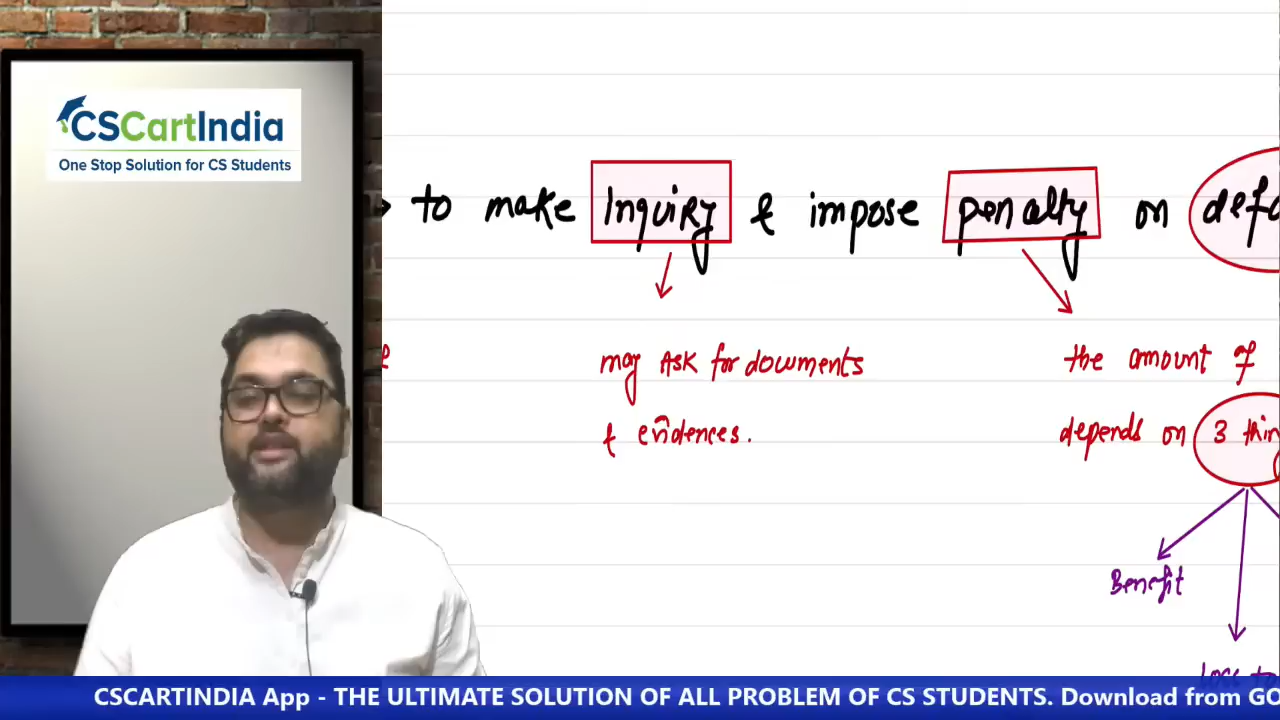 CSCartIndia
One Stop Solution for CS Students
to make Inquiry & impose penalty on
may Ask for documents
& evidences.
the amount of
depends on 3
Benefit
CSCARTINDIA App - THE ULTIMATE SOLUTION OF ALL PROBLEM OF CS STUDENTS. Download from